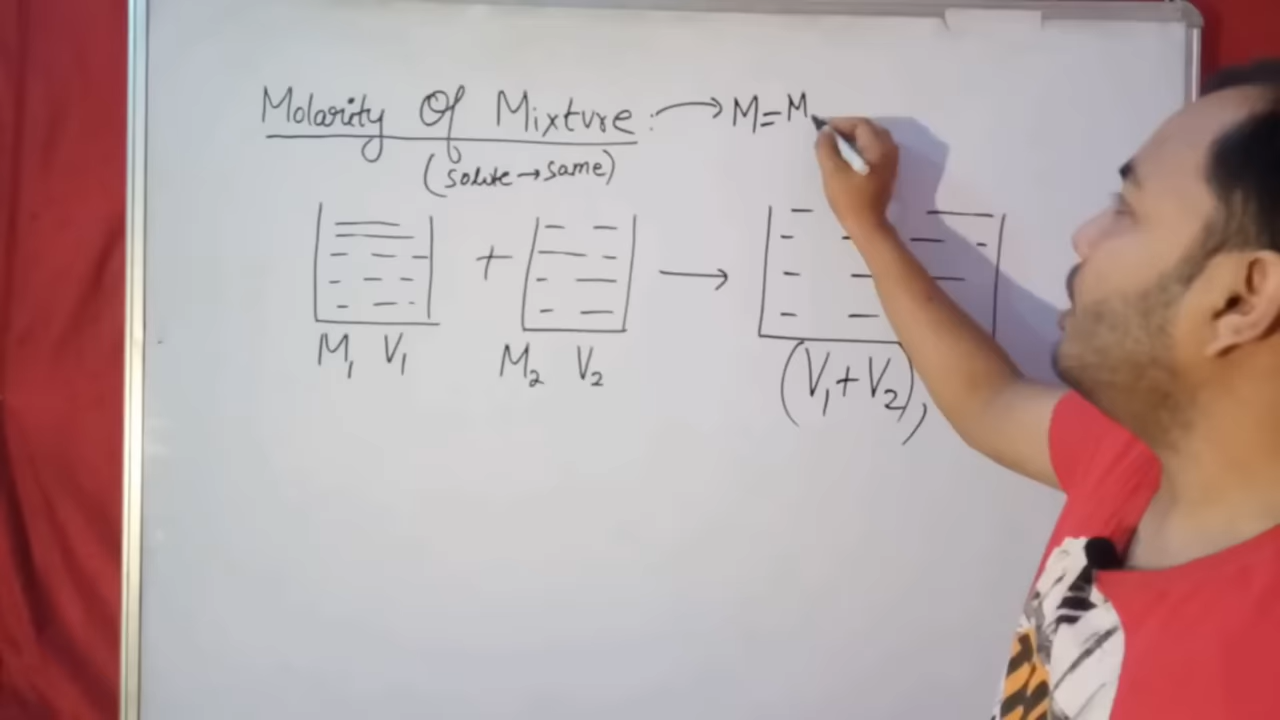 Molarity Of Mixture : → M = M
(solute → same)
+ →
M₁ V₁ M₂ V₂ (V₁ + V₂),